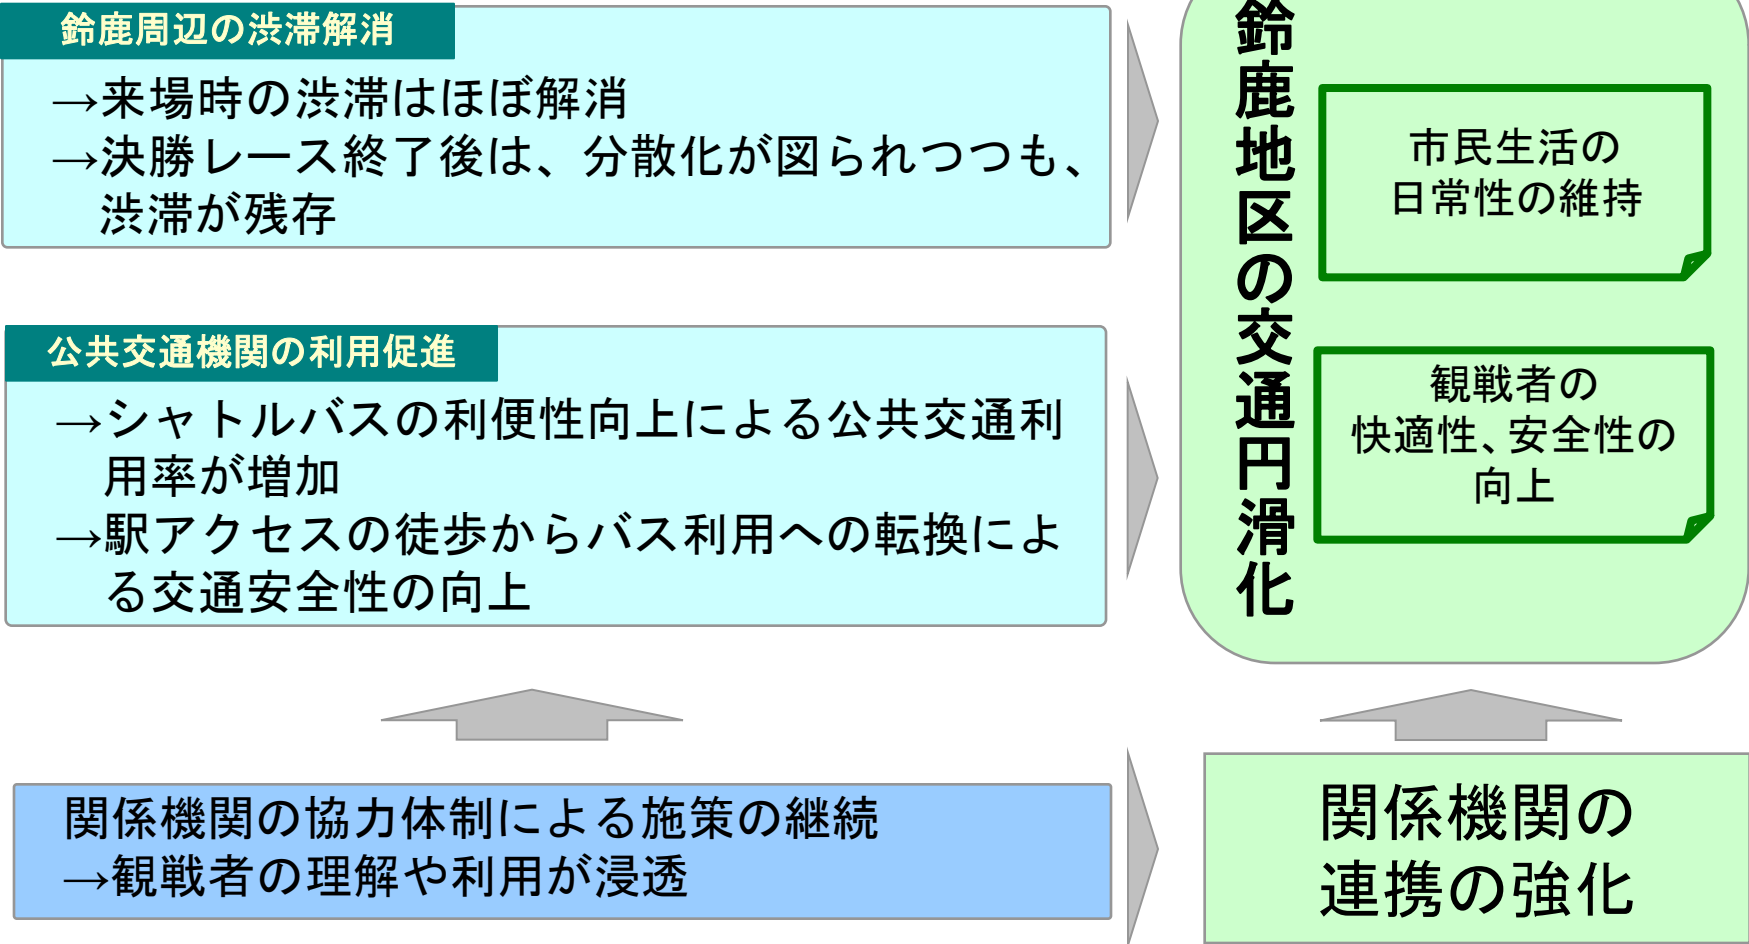 鈴鹿周辺の渋滞解消
→来場時の渋滞はほぼ解消
→決勝レース終了後は、分散化が図られつつも、
渋滞が残存
公共交通機関の利用促進
→シャトルバスの利便性向上による公共交通利
用率が増加
→駅アクセスの徒歩からバス利用への転換によ
る交通安全性の向上
鈴鹿地区の交通円滑化
市民生活の
日常性の維持
観戦者の
快適性、安全性の
向上
関係機関の協力体制による施策の継続
→観戦者の理解や利用が浸透
関係機関の
連携の強化